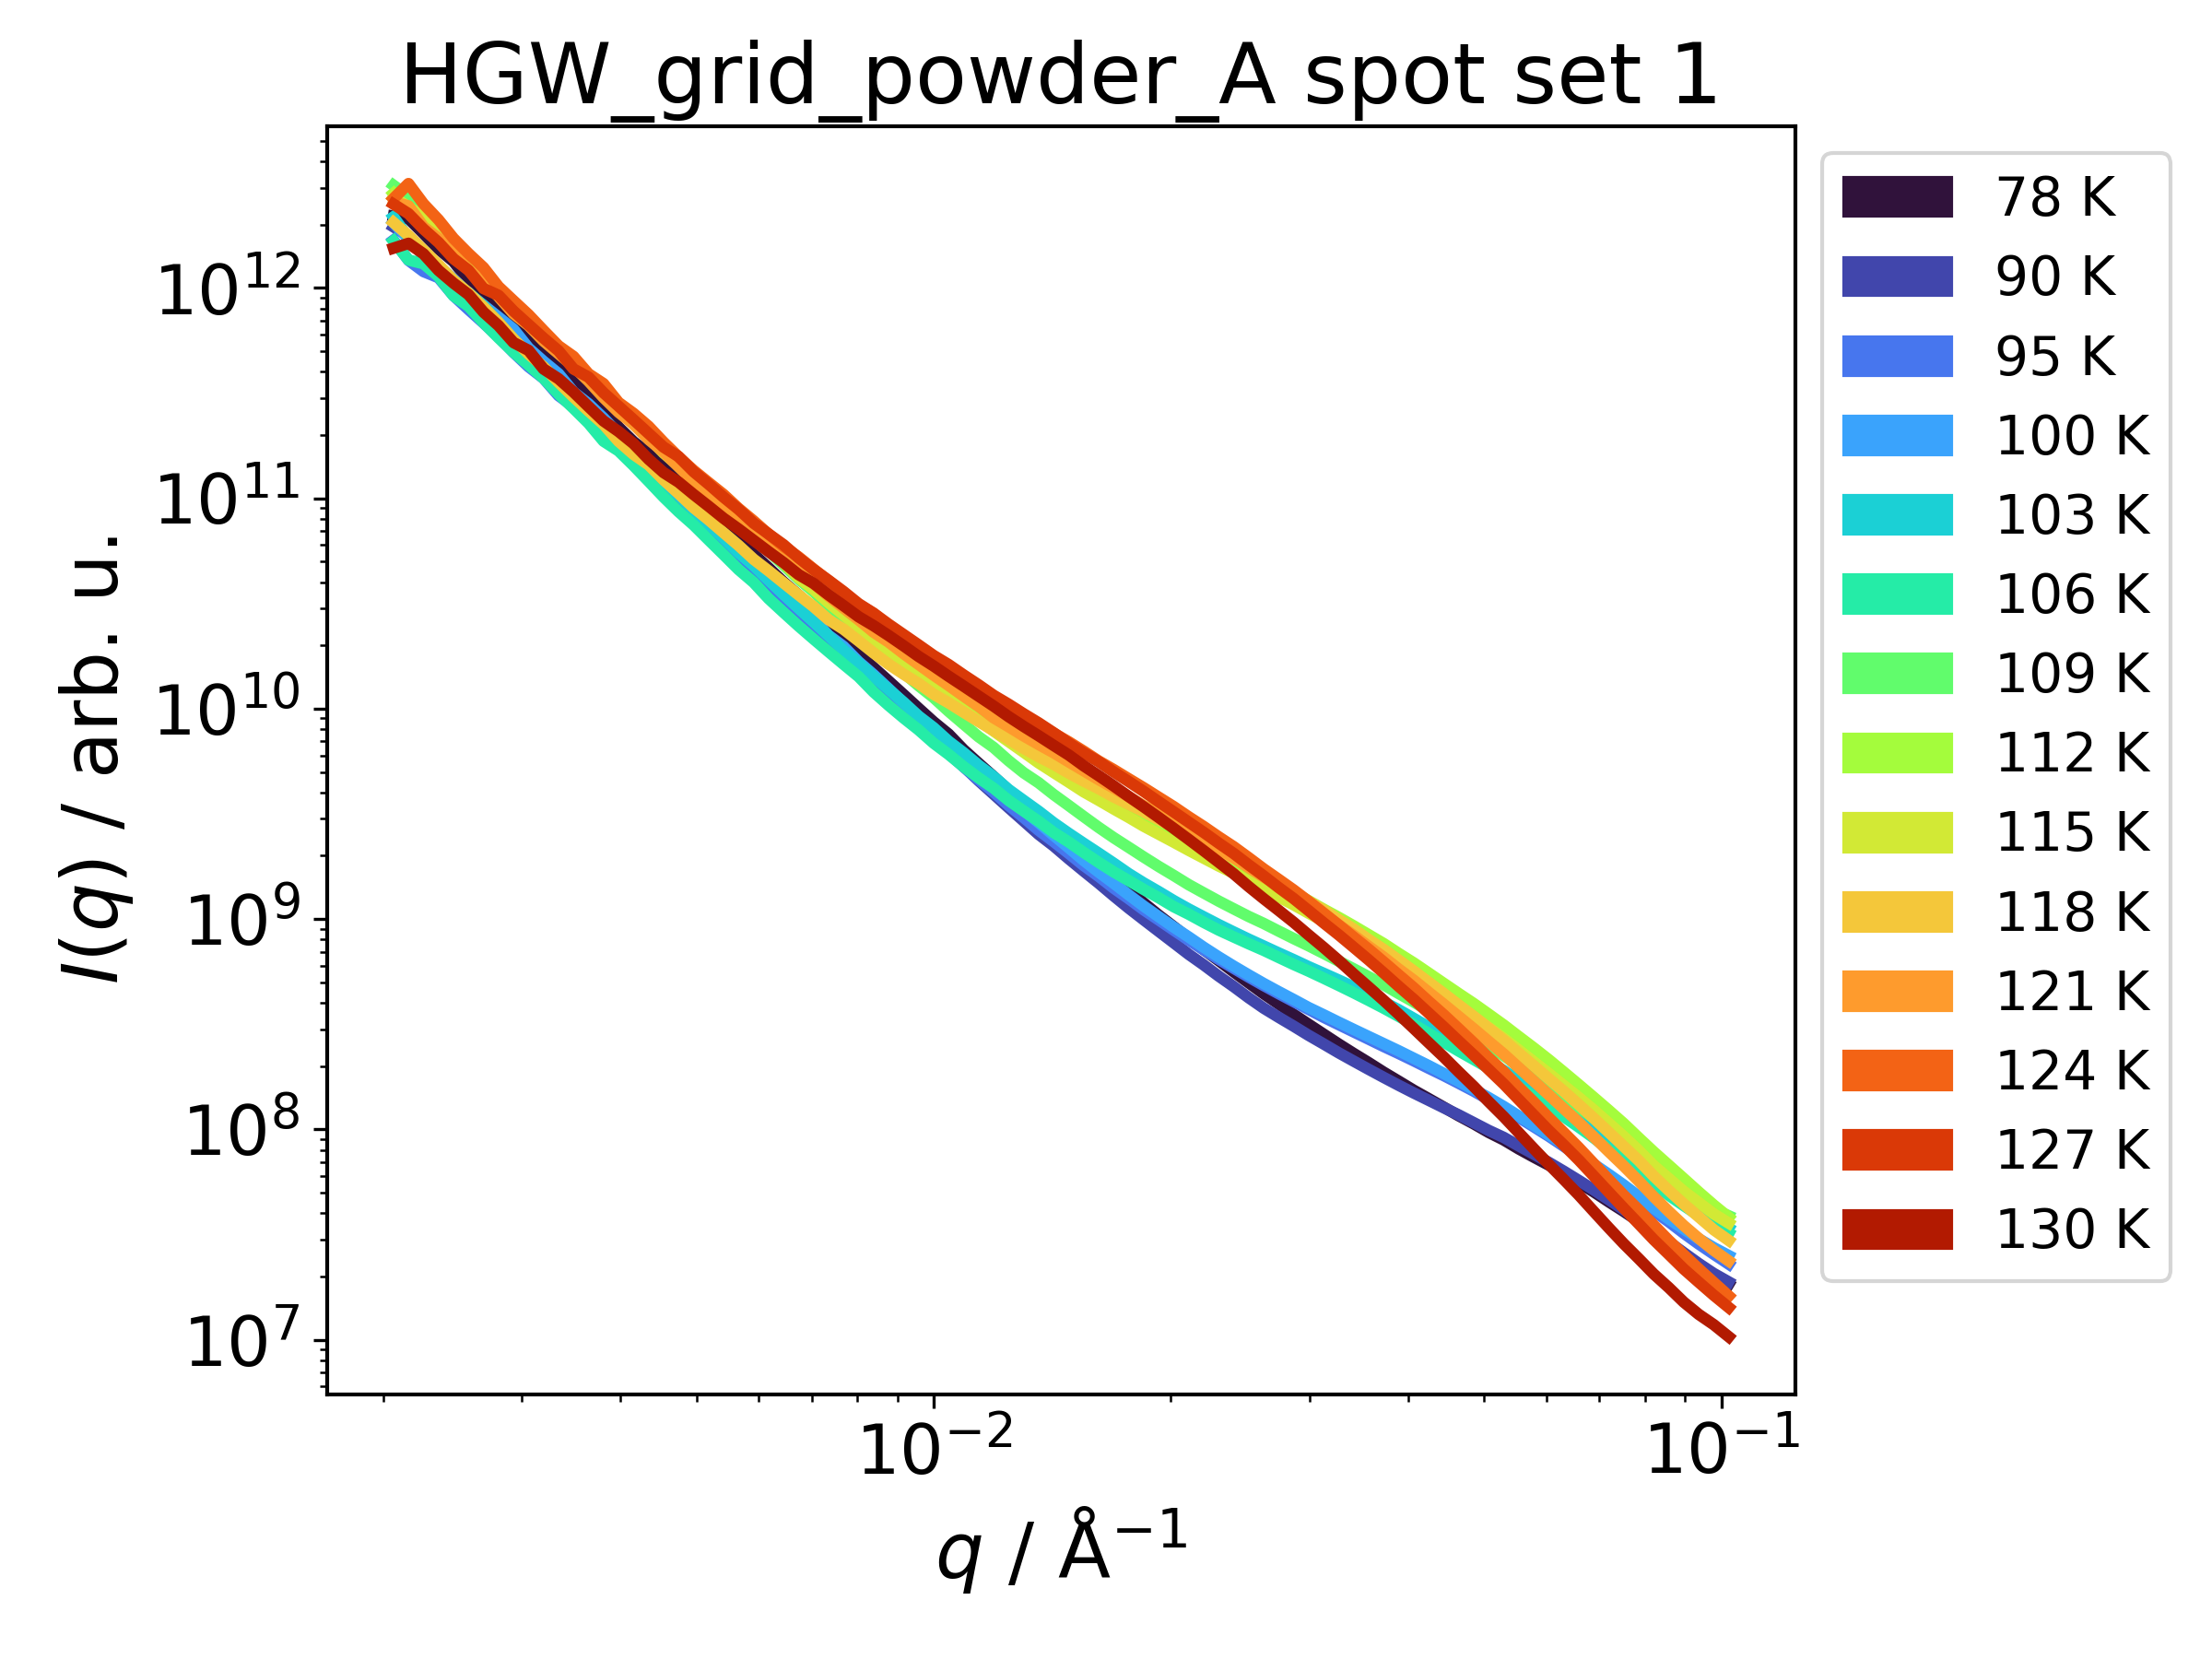 HGW_grid_powder_A spot set 1
I(q) / arb. u.
10^12
10^11
10^10
10^9
10^8
10^7
10^−2
10^−1
q / Å^−1
78 K
90 K
95 K
100 K
103 K
106 K
109 K
112 K
115 K
118 K
121 K
124 K
127 K
130 K